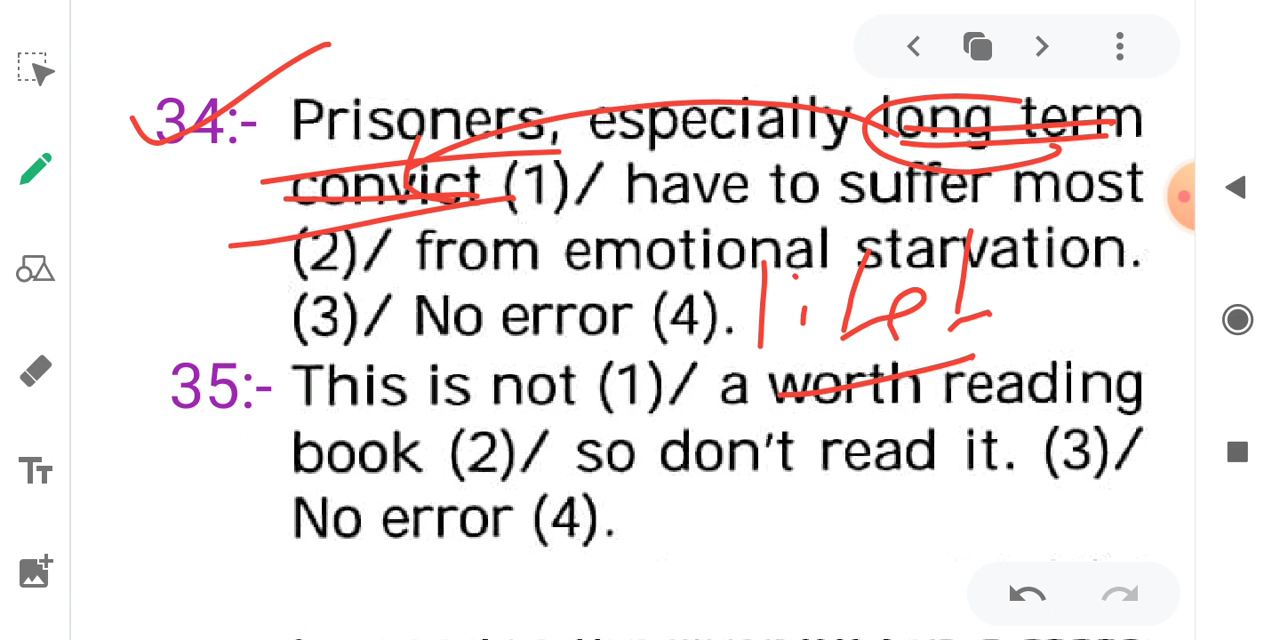 34:- Prisoners, especially long term
convict (1)/ have to suffer most
(2)/ from emotional starvation.
(3)/ No error (4).
35:- This is not (1)/ a worth reading
book (2)/ so don't read it. (3)/
No error (4).